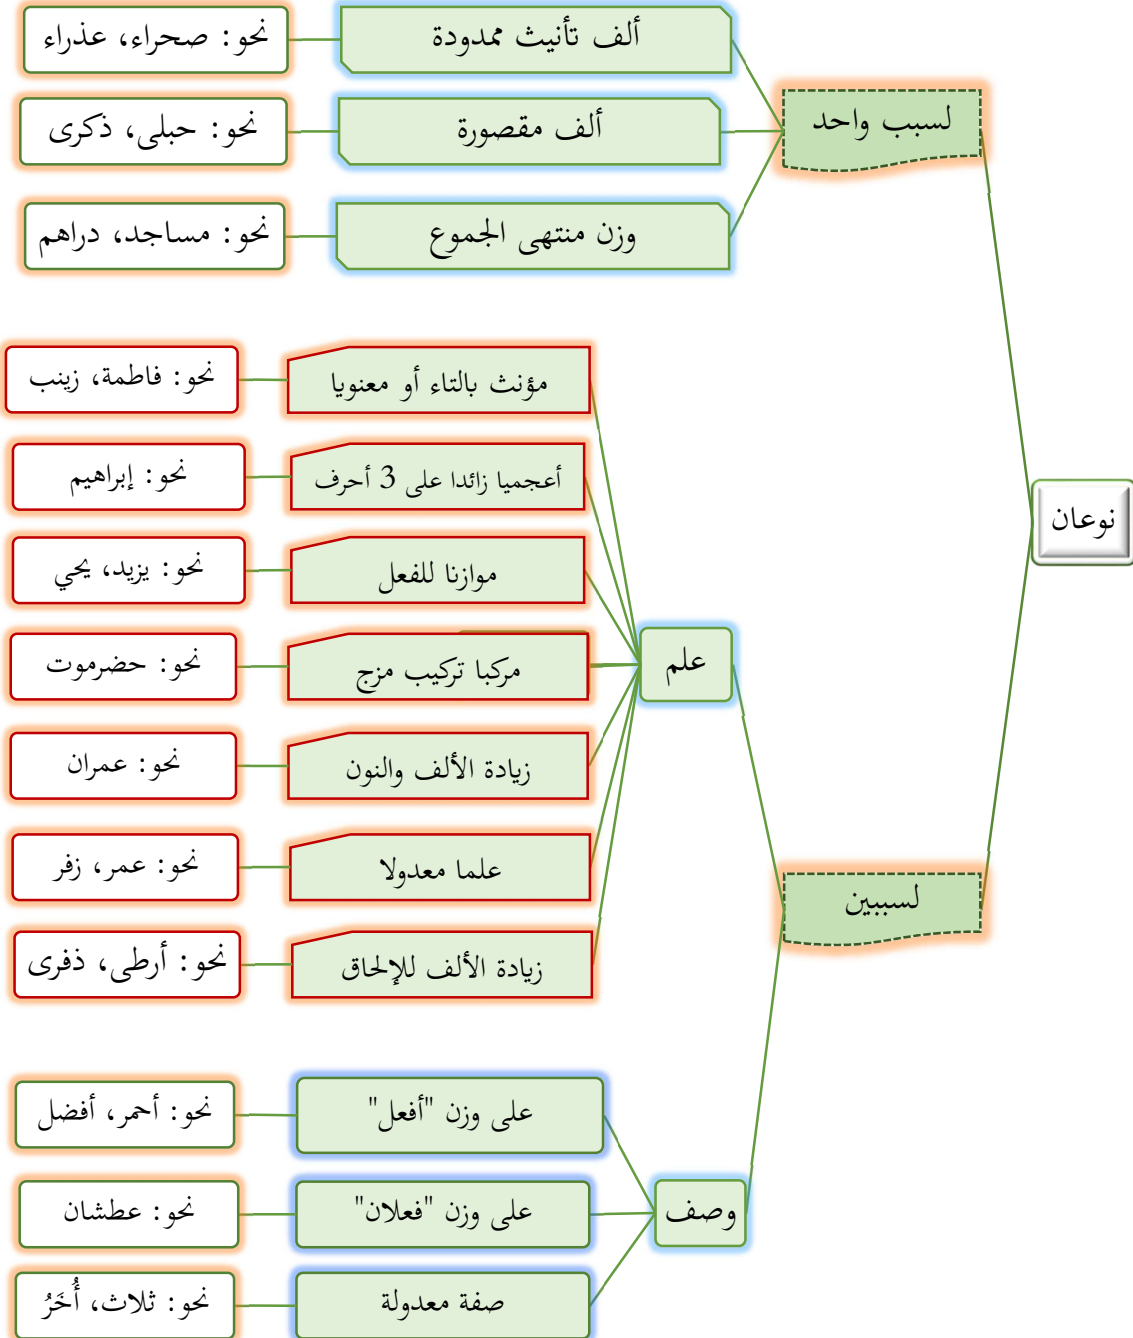 نوعان
لسبب واحد
ألف تأنيث ممدودة
نحو: صحراء، عذراء
ألف مقصورة
نحو: حبلى، ذكرى
وزن منتهى الجموع
نحو: مساجد، دراهم
لسببين
علم
مؤنث بالتاء أو معنويا
نحو: فاطمة، زينب
أعجميا زائدا على 3 أحرف
نحو: إبراهيم
موازنا للفعل
نحو: يزيد، يحي
مركبا تركيب مزج
نحو: حضرموت
زيادة الألف والنون
نحو: عمران
علما معدولا
نحو: عمر، زفر
زيادة الألف للإلحاق
نحو: أرطى، ذفرى
وصف
على وزن "أفعل"
نحو: أحمر، أفضل
على وزن "فعلان"
نحو: عطشان
صفة معدولة
نحو: ثلاث، أُخَرُ